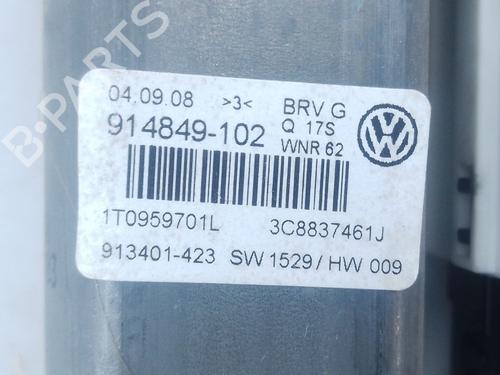 B-PARTS
04.09.08 >3< BRV G
914849-102 Q 17S
WNR 62
1T0959701L 3C8837461J
913401-423 SW 1529/HW 009